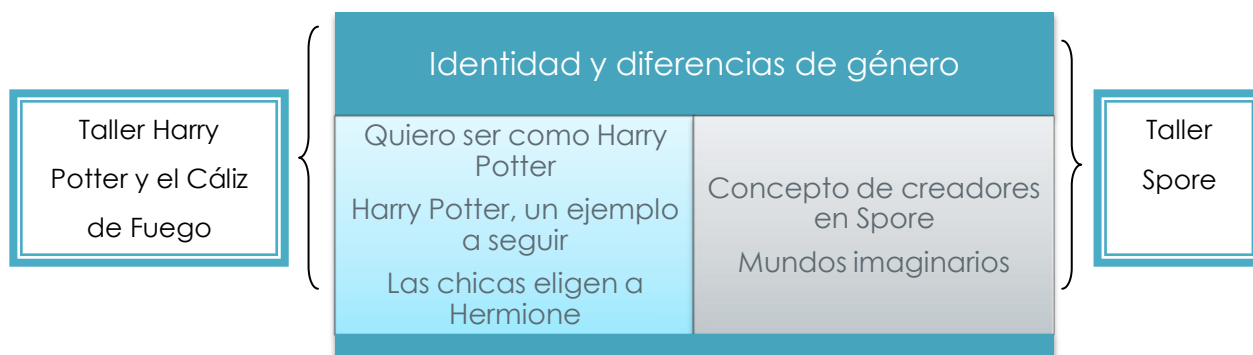 Identidad y diferencias de género
Taller Harry
Potter y el Cáliz
de Fuego
Quiero ser como Harry
Potter
Harry Potter, un ejemplo
a seguir
Las chicas eligen a
Hermione
Concepto de creadores
en Spore
Mundos imaginarios
Taller
Spore